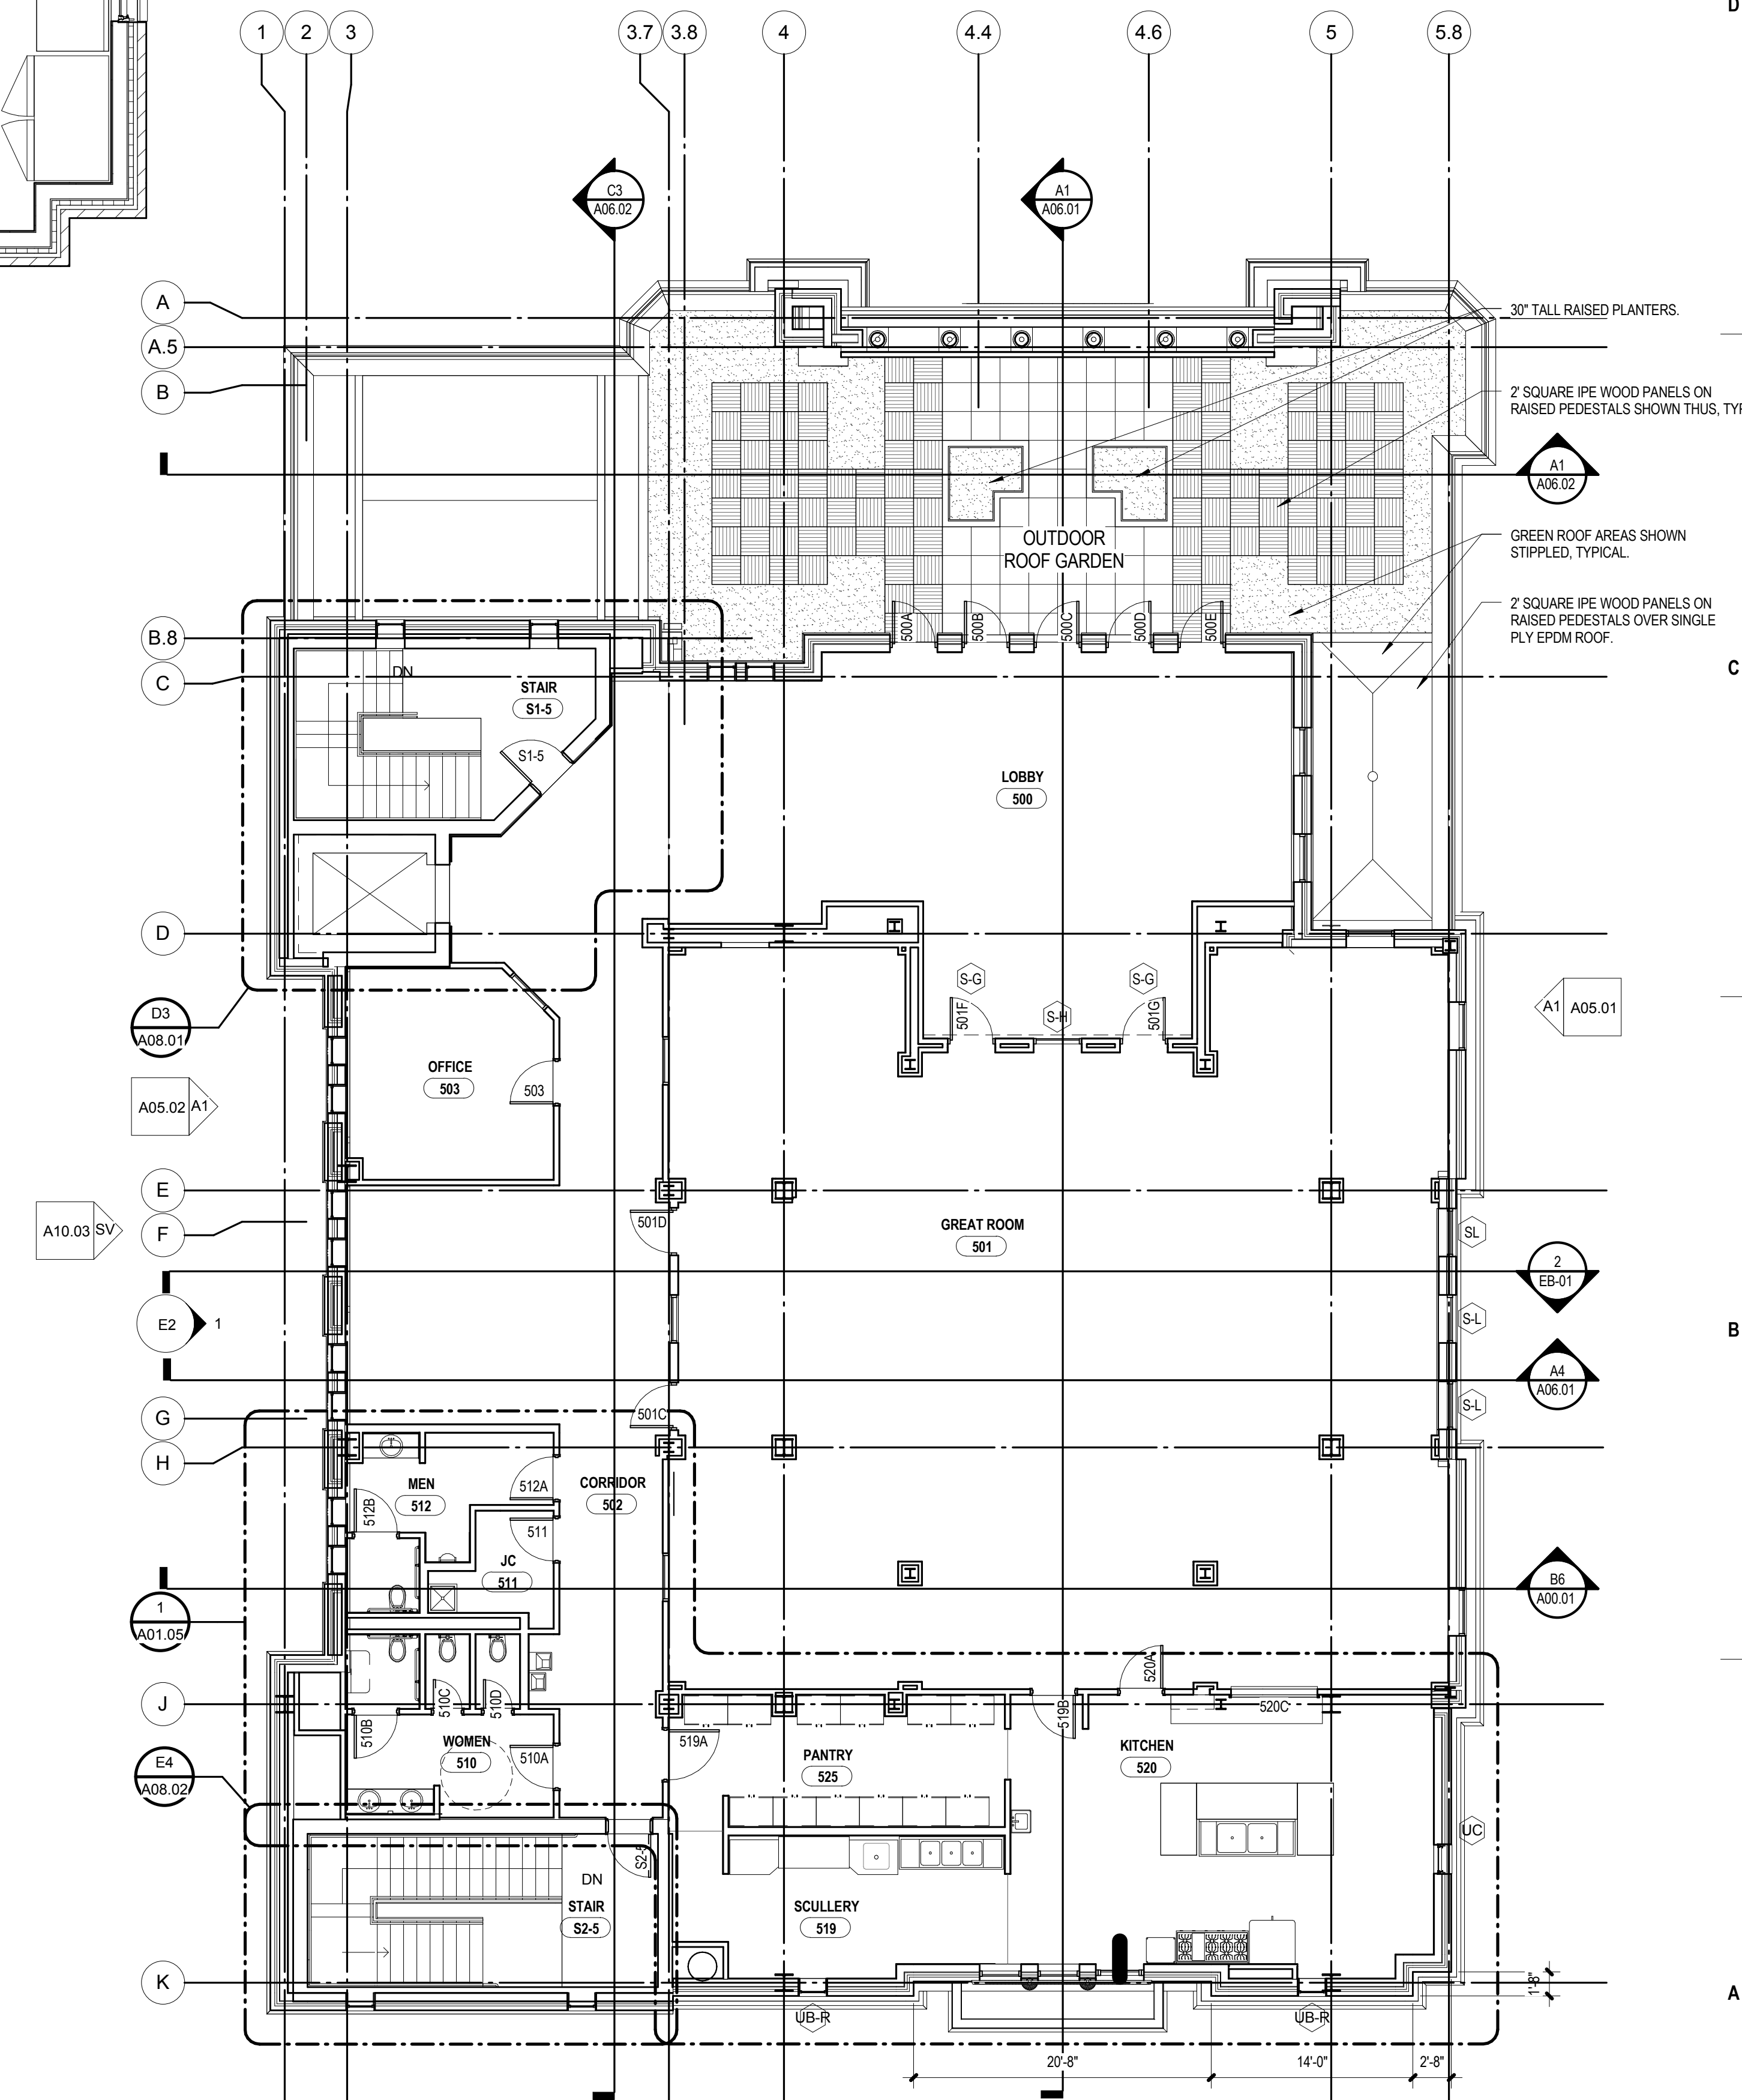 D
1
2
3
3.7
3.8
4
4.4
4.6
5
5.8
C3
A06.02
A1
A06.01
A
30" TALL RAISED PLANTERS.
A.5
B
2' SQUARE IPE WOOD PANELS ON
RAISED PEDESTALS SHOWN THUS, TYP
A1
A06.02
OUTDOOR
ROOF GARDEN
GREEN ROOF AREAS SHOWN
STIPPLED, TYPICAL.
2' SQUARE IPE WOOD PANELS ON
RAISED PEDESTALS OVER SINGLE
PLY EPDM ROOF.
500A
500B
500C
500D
500E
B.8
C
C
DN
STAIR
S1-5
S1-5
LOBBY
500
D
S-G
S-G
501F
S-H
501G
D3
A08.01
A1
A05.01
OFFICE
503
503
A05.02
A1
E
F
A10.03
SV
501D
GREAT ROOM
501
SL
2
EB-01
E2
1
S-L
B
A4
A06.01
S-L
G
H
501C
MEN
512
512A
512B
CORRIDOR
502
511
JC
511
B6
A00.01
1
A01.05
J
510C
510D
510B
WOMEN
510
510A
519A
519B
520A
520C
PANTRY
525
KITCHEN
520
E4
A08.02
UC
S2-5
DN
STAIR
S2-5
SCULLERY
519
K
1'-8"
A
UB-R
UB-R
20'-8"
14'-0"
2'-8"